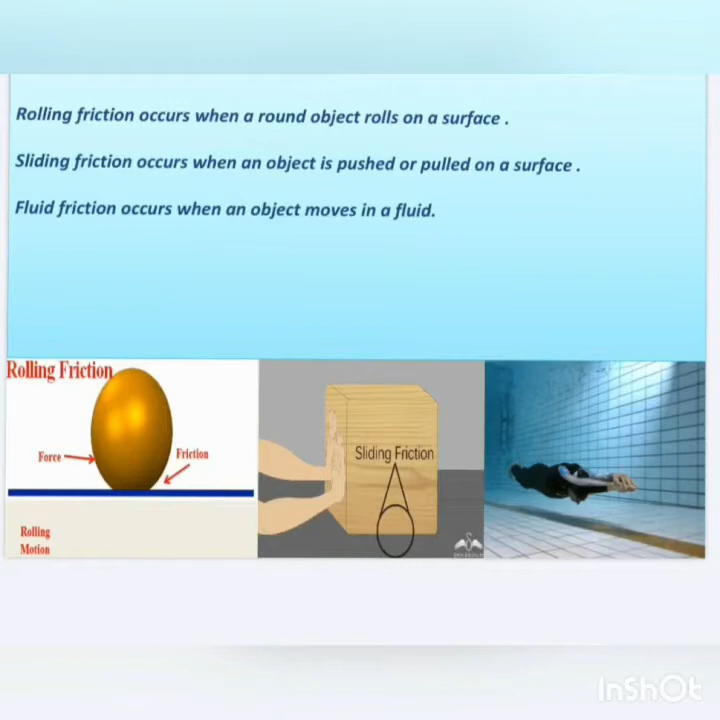 Rolling friction occurs when a round object rolls on a surface .
Sliding friction occurs when an object is pushed or pulled on a surface .
Fluid friction occurs when an object moves in a fluid.
Rolling Friction
Force
Friction
Rolling
Motion
Sliding Friction
InShOt